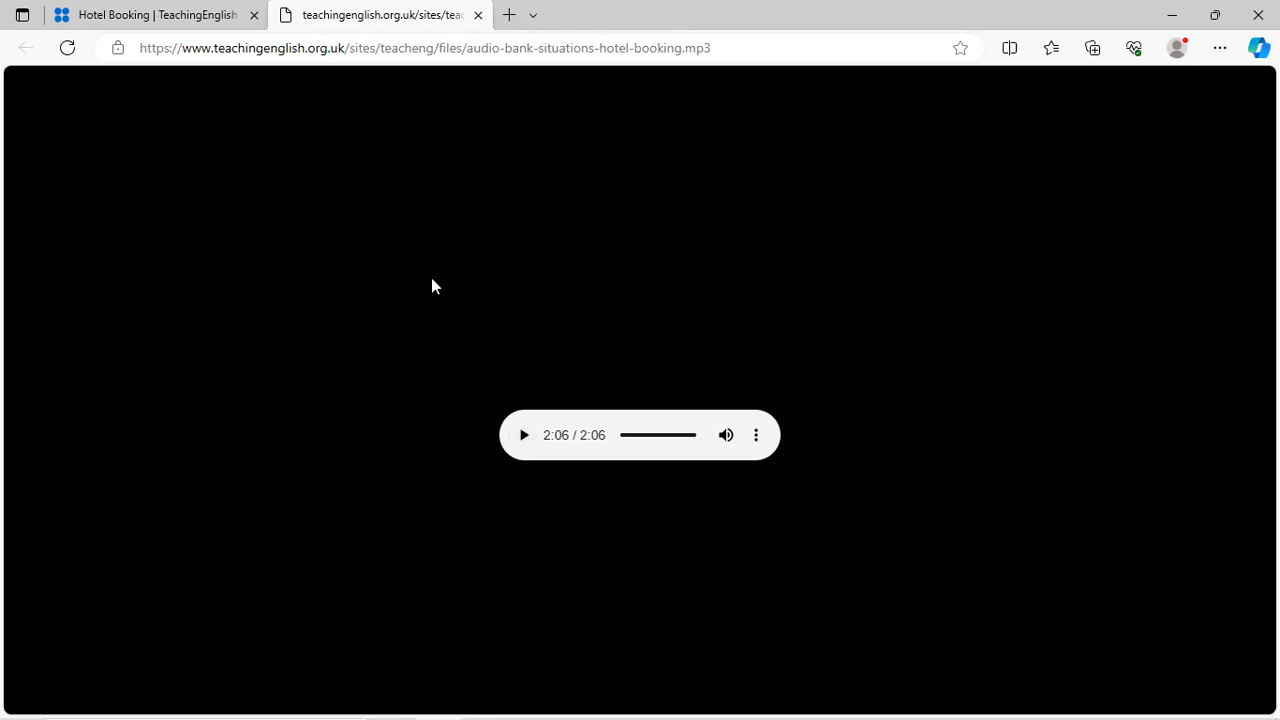 Hotel Booking | TeachingEnglish
teachingenglish.org.uk/sites/teac
https://www.teachingenglish.org.uk/sites/teacheng/files/audio-bank-situations-hotel-booking.mp3
2:06 / 2:06